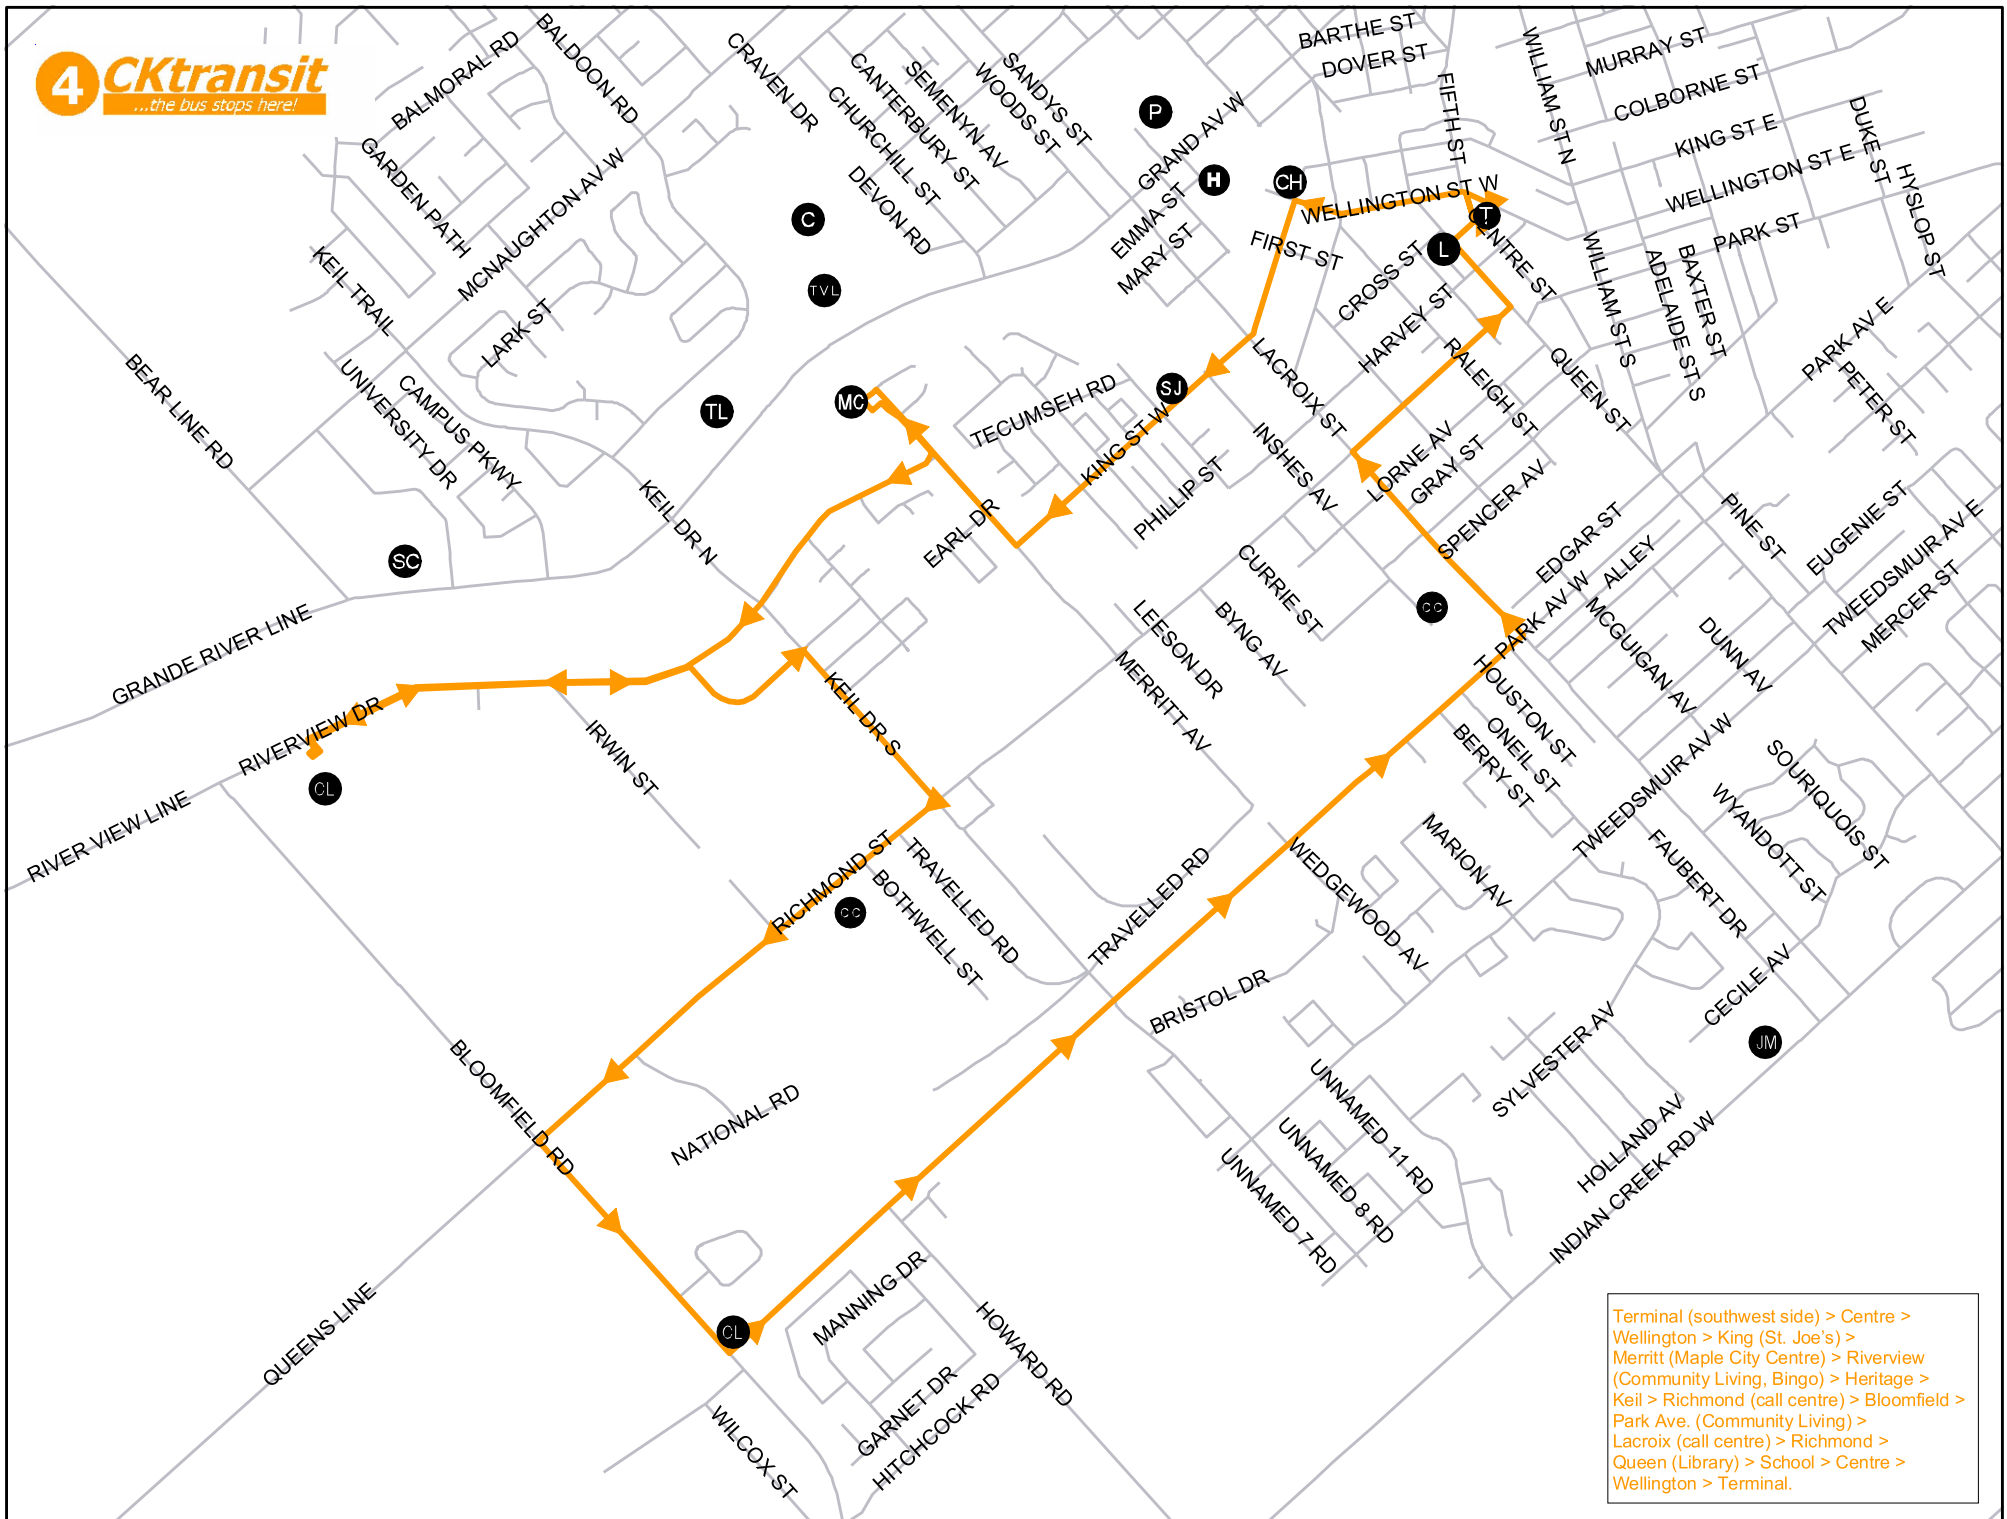 4 CKtransit
...the bus stops here!
BALMORAL RD
BALDOON RD
CRAVEN DR
CANTERBURY ST
CHURCHILL ST
SEMENYN AV
WOODS ST
SANDYS ST
DEVON RD
GARDEN PATH
MCNAUGHTON AV W
KEIL TRAIL
LARK ST
P
GRAND AV W
H
CH
EMMA ST
MARY ST
FIRST ST
BARTHE ST
DOVER ST
FIFTH ST
WILLIAM ST N
MURRAY ST
COLBORNE ST
KING ST E
WELLINGTON ST E
DUKE ST
HYSLOP ST
PARK ST
WELLINGTON ST W
T
L
CENTRE ST
CROSS ST
HARVEY ST
RALEIGH ST
WILLIAM ST S
ADELAIDE ST S
BAXTER ST
PARK AV E
PETER ST
QUEEN ST
C
TVL
TL
MC
SJ
TECUMSEH RD
KING ST W
LACROIX ST
INSHES AV
PHILLIP ST
LORNE AV
GRAY ST
SPENCER AV
BEAR LINE RD
UNIVERSITY DR
CAMPUS PKWY
SC
KEIL DR N
EARL DR
CURRIE ST
BYNG AV
LEESON DR
MERRITT AV
CC
EDGAR ST
ALLEY
PARK AV W
MCGUIGAN AV
PINE ST
EUGENIE ST
TWEEDSMUIR AV E
MERCER ST
DUNN AV
HOUSTON ST
ONEIL ST
BERRY ST
TWEEDSMUIR AV W
SOURIQUOIS ST
WYANDOTT ST
FAUBERT DR
CECILE AV
GRANDE RIVER LINE
RIVERVIEW DR
RIVER VIEW LINE
CL
IRWIN ST
KEIL DR S
RICHMOND ST
CC
TRAVELLED RD
BOTHWELL ST
TRAVELLED RD
WEDGEWOOD AV
MARION AV
BRISTOL DR
SYLVESTER AV
JM
HOLLAND AV
INDIAN CREEK RD W
UNNAMED 11 RD
UNNAMED 8 RD
UNNAMED 7 RD
BLOOMFIELD RD
NATIONAL RD
QUEENS LINE
CL
MANNING DR
HOWARD RD
GARNET DR
HITCHCOCK RD
WILCOX ST
Terminal (southwest side) > Centre >
Wellington > King (St. Joe's) >
Merritt (Maple City Centre) > Riverview
(Community Living, Bingo) > Heritage >
Keil > Richmond (call centre) > Bloomfield >
Park Ave. (Community Living) >
Lacroix (call centre) > Richmond >
Queen (Library) > School > Centre >
Wellington > Terminal.